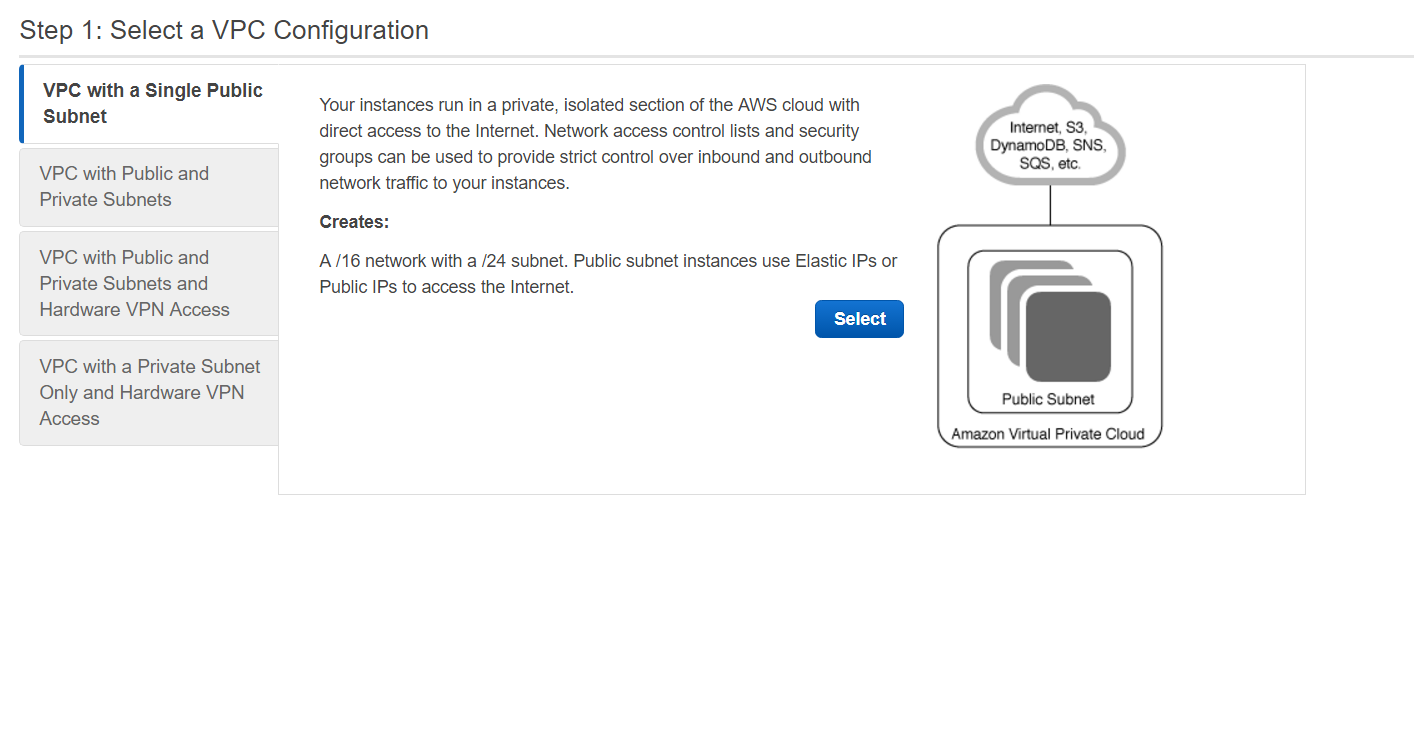 Step 1: Select a VPC Configuration
VPC with a Single Public
Subnet
VPC with Public and
Private Subnets
VPC with Public and
Private Subnets and
Hardware VPN Access
VPC with a Private Subnet
Only and Hardware VPN
Access
Your instances run in a private, isolated section of the AWS cloud with
direct access to the Internet. Network access control lists and security
groups can be used to provide strict control over inbound and outbound
network traffic to your instances.
Creates:
A /16 network with a /24 subnet. Public subnet instances use Elastic IPs or
Public IPs to access the Internet.
Select
Internet, S3,
DynamoDB, SNS,
SQS, etc.
Public Subnet
Amazon Virtual Private Cloud